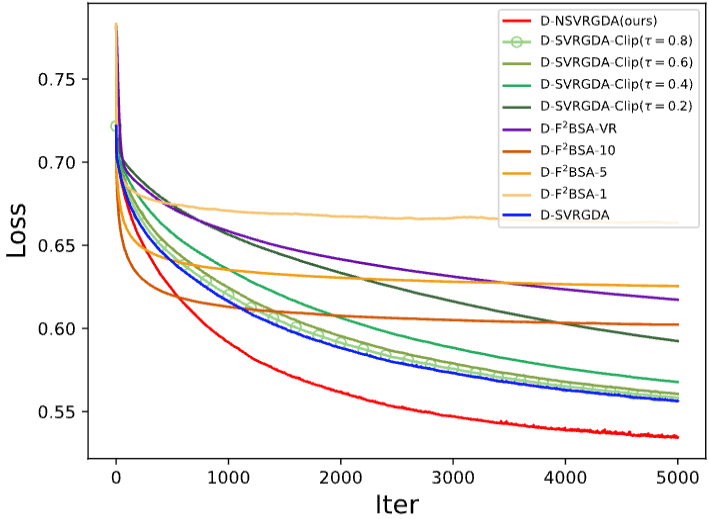 D-NSVRGDA(ours)
D-SVRGDA-Clip(τ = 0.8)
D-SVRGDA-Clip(τ = 0.6)
D-SVRGDA-Clip(τ = 0.4)
D-SVRGDA-Clip(τ = 0.2)
D-F²BSA-VR
D-F²BSA-10
D-F²BSA-5
D-F²BSA-1
D-SVRGDA
0.75
0.70
0.65
0.60
0.55
Loss
0 1000 2000 3000 4000 5000
Iter